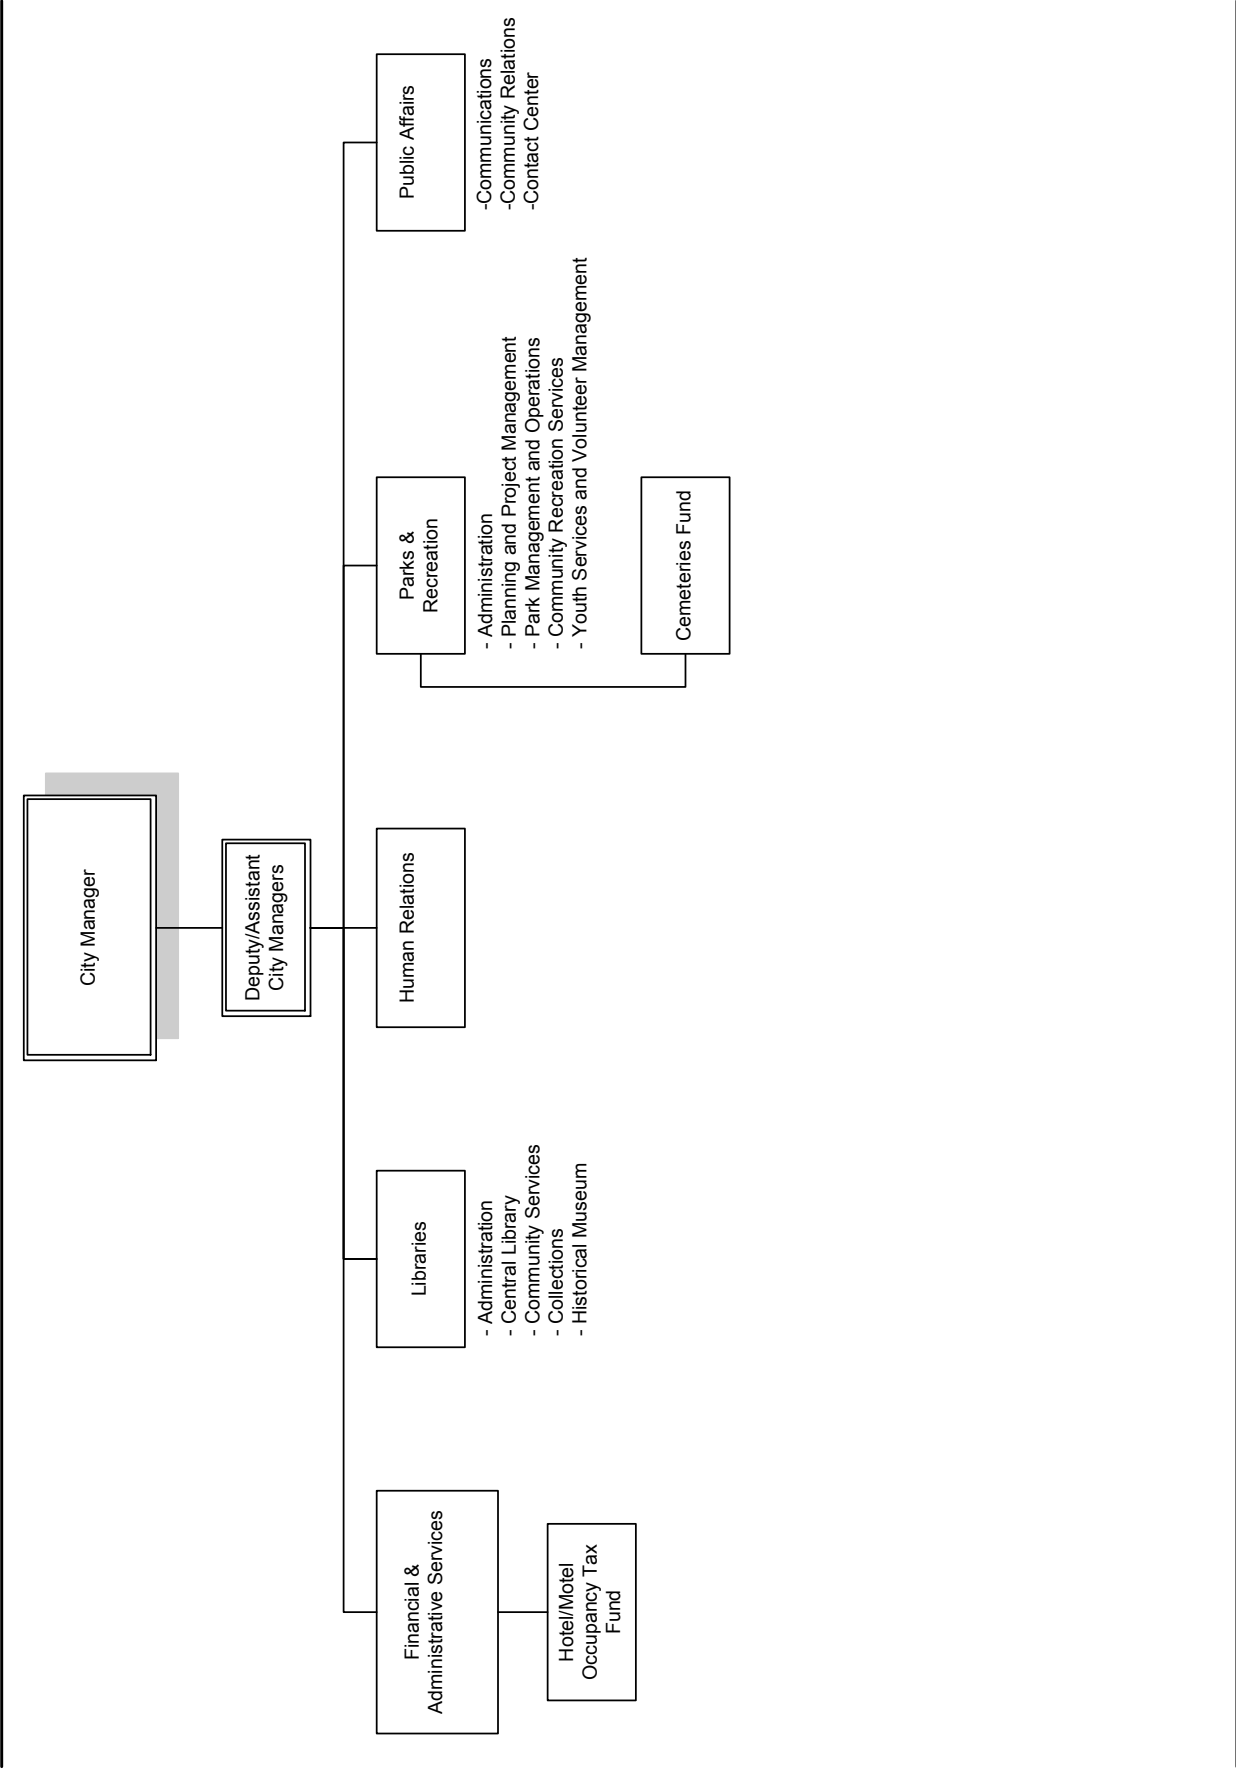 City Manager
Deputy/Assistant
City Managers
Financial &
Administrative Services
Hotel/Motel
Occupancy Tax
Fund
Libraries
- Administration
- Central Library
- Community Services
- Collections
- Historical Museum
Human Relations
Parks &
Recreation
- Administration
- Planning and Project Management
- Park Management and Operations
- Community Recreation Services
- Youth Services and Volunteer Management
Cemeteries Fund
Public Affairs
-Communications
-Community Relations
-Contact Center